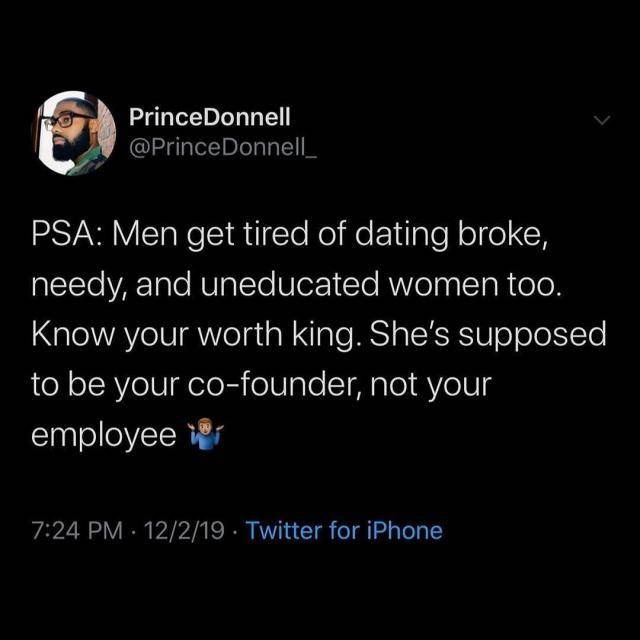 PrinceDonnell
@PrinceDonnell_
PSA: Men get tired of dating broke,
needy, and uneducated women too.
Know your worth king. She's supposed
to be your co-founder, not your
employee 🤷🏽‍♂️
7:24 PM · 12/2/19 · Twitter for iPhone